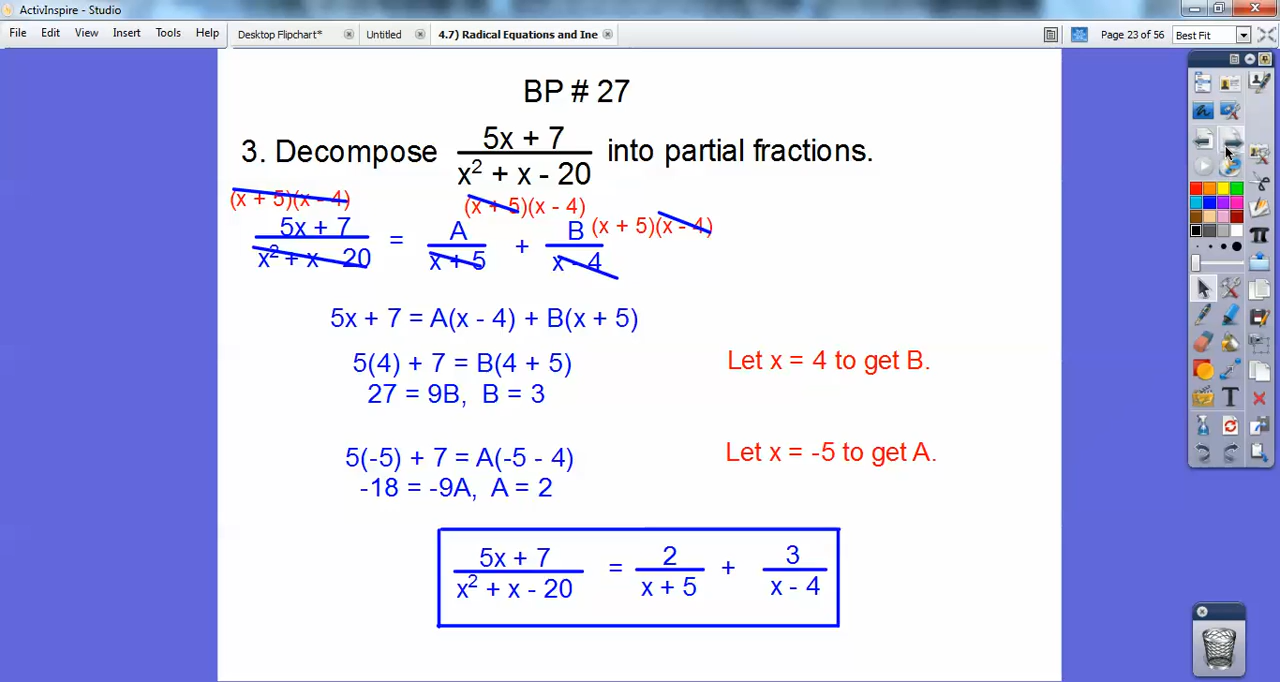 ActivInspire - Studio
File Edit View Insert Tools Help
Desktop Flipchart* Untitled 4.7) Radical Equations and Ine
Page 23 of 56 Best Fit
BP # 27
3. Decompose (5x + 7)/(x² + x - 20) into partial fractions.
(x + 5)(x - 4) (x + 5)(x - 4) (x + 5)(x - 4)
(5x + 7)/(x² + x - 20) = A/(x + 5) + B/(x - 4)
5x + 7 = A(x - 4) + B(x + 5)
5(4) + 7 = B(4 + 5) Let x = 4 to get B.
27 = 9B, B = 3
5(-5) + 7 = A(-5 - 4) Let x = -5 to get A.
-18 = -9A, A = 2
(5x + 7)/(x² + x - 20) = 2/(x + 5) + 3/(x - 4)